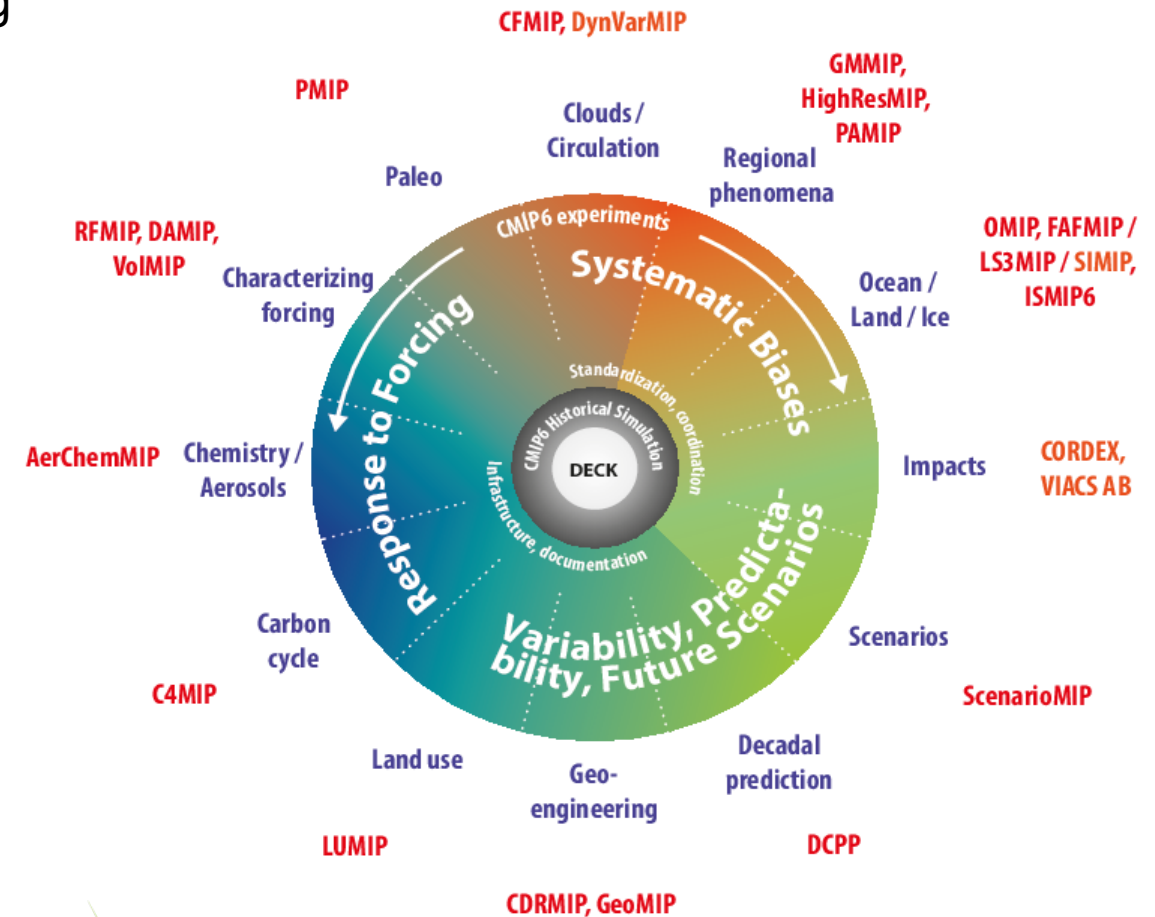 g
CFMIP, DynVarMIP
GMMIP,
HighResMIP,
PAMIP
PMIP
Clouds /
Circulation
Regional
phenomena
Paleo
RFMIP, DAMIP,
VolMIP
Characterizing
forcing
OMIP, FAFMIP /
LS3MIP / SIMIP,
ISMIP6
Ocean /
Land / Ice
CMIP6 experiments
Systematic Biases
Response to Forcing
Standardization, coordination
CMIP6 Historical Simulation
DECK
Infrastructure, documentation
Variability, Predicta-
bility, Future Scenarios
AerChemMIP
Chemistry /
Aerosols
Impacts
CORDEX,
VIACS AB
Carbon
cycle
Scenarios
C4MIP
ScenarioMIP
Land use
Geo-
engineering
Decadal
prediction
LUMIP
DCPP
CDRMIP, GeoMIP